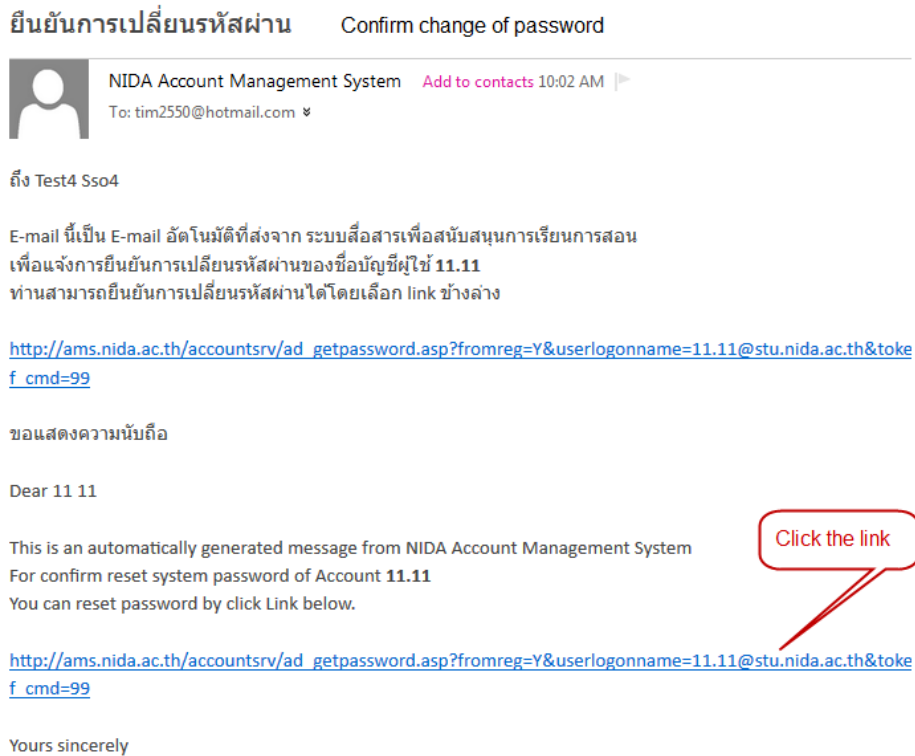 ยืนยันการเปลี่ยนรหัสผ่าน Confirm change of password
NIDA Account Management System Add to contacts 10:02 AM
To: tim2550@hotmail.com
ถึง Test4 Sso4
E-mail นี้เป็น E-mail อัตโนมัติที่ส่งจาก ระบบสื่อสารเพื่อสนับสนุนการเรียนการสอน
เพื่อแจ้งการยืนยันการเปลียนรหัสผ่านของชื่อบัญชีผู้ใช้ 11.11
ท่านสามารถยืนยันการเปลี่ยนรหัสผ่านได้โดยเลือก link ข้างล่าง
http://ams.nida.ac.th/accountsrv/ad_getpassword.asp?fromreg=Y&userlogonname=11.11@stu.nida.ac.th&toke
f_cmd=99
ขอแสดงความนับถือ
Dear 11 11
This is an automatically generated message from NIDA Account Management System
Click the link
For confirm reset system password of Account 11.11
You can reset password by click Link below.
http://ams.nida.ac.th/accountsrv/ad_getpassword.asp?fromreg=Y&userlogonname=11.11@stu.nida.ac.th&toke
f_cmd=99
Yours sincerely